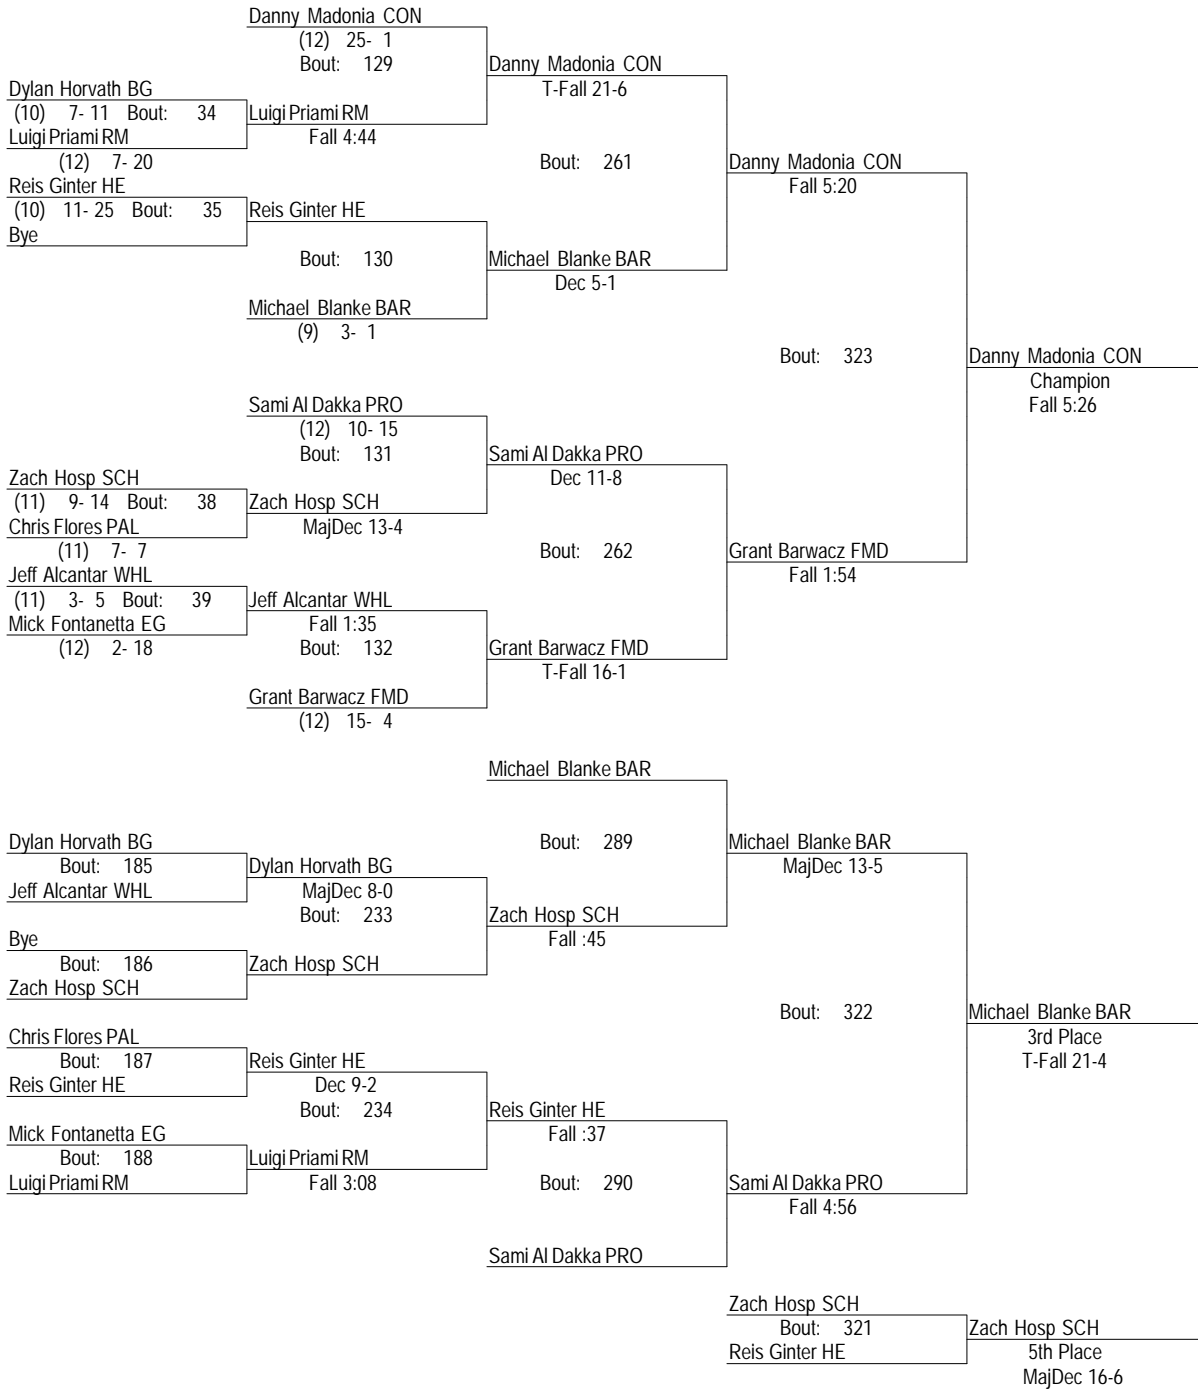 Danny Madonia CON
(12) 25- 1
Bout: 129
Danny Madonia CON
T-Fall 21-6
Dylan Horvath BG
(10) 7- 11 Bout: 34
Luigi Priami RM
Luigi Priami RM
Fall 4:44
(12) 7- 20
Bout: 261
Danny Madonia CON
Fall 5:20
Reis Ginter HE
(10) 11- 25 Bout: 35
Reis Ginter HE
Bye
Bout: 130
Michael Blanke BAR
Dec 5-1
Michael Blanke BAR
(9) 3- 1
Bout: 323
Danny Madonia CON
Champion
Fall 5:26
Sami Al Dakka PRO
(12) 10- 15
Bout: 131
Sami Al Dakka PRO
Dec 11-8
Zach Hosp SCH
(11) 9- 14 Bout: 38
Zach Hosp SCH
Chris Flores PAL
MajDec 13-4
(11) 7- 7
Bout: 262
Grant Barwacz FMD
Fall 1:54
Jeff Alcantar WHL
(11) 3- 5 Bout: 39
Jeff Alcantar WHL
Mick Fontanetta EG
Fall 1:35
(12) 2- 18
Bout: 132
Grant Barwacz FMD
T-Fall 16-1
Grant Barwacz FMD
(12) 15- 4
Michael Blanke BAR
Dylan Horvath BG
Bout: 289
Michael Blanke BAR
MajDec 13-5
Bout: 185
Dylan Horvath BG
Jeff Alcantar WHL
MajDec 8-0
Bout: 233
Zach Hosp SCH
Fall :45
Bye
Bout: 186
Zach Hosp SCH
Zach Hosp SCH
Bout: 322
Michael Blanke BAR
3rd Place
T-Fall 21-4
Chris Flores PAL
Bout: 187
Reis Ginter HE
Reis Ginter HE
Dec 9-2
Bout: 234
Reis Ginter HE
Fall :37
Mick Fontanetta EG
Bout: 188
Luigi Priami RM
Luigi Priami RM
Fall 3:08
Bout: 290
Sami Al Dakka PRO
Fall 4:56
Sami Al Dakka PRO
Zach Hosp SCH
Bout: 321
Zach Hosp SCH
Reis Ginter HE
5th Place
MajDec 16-6